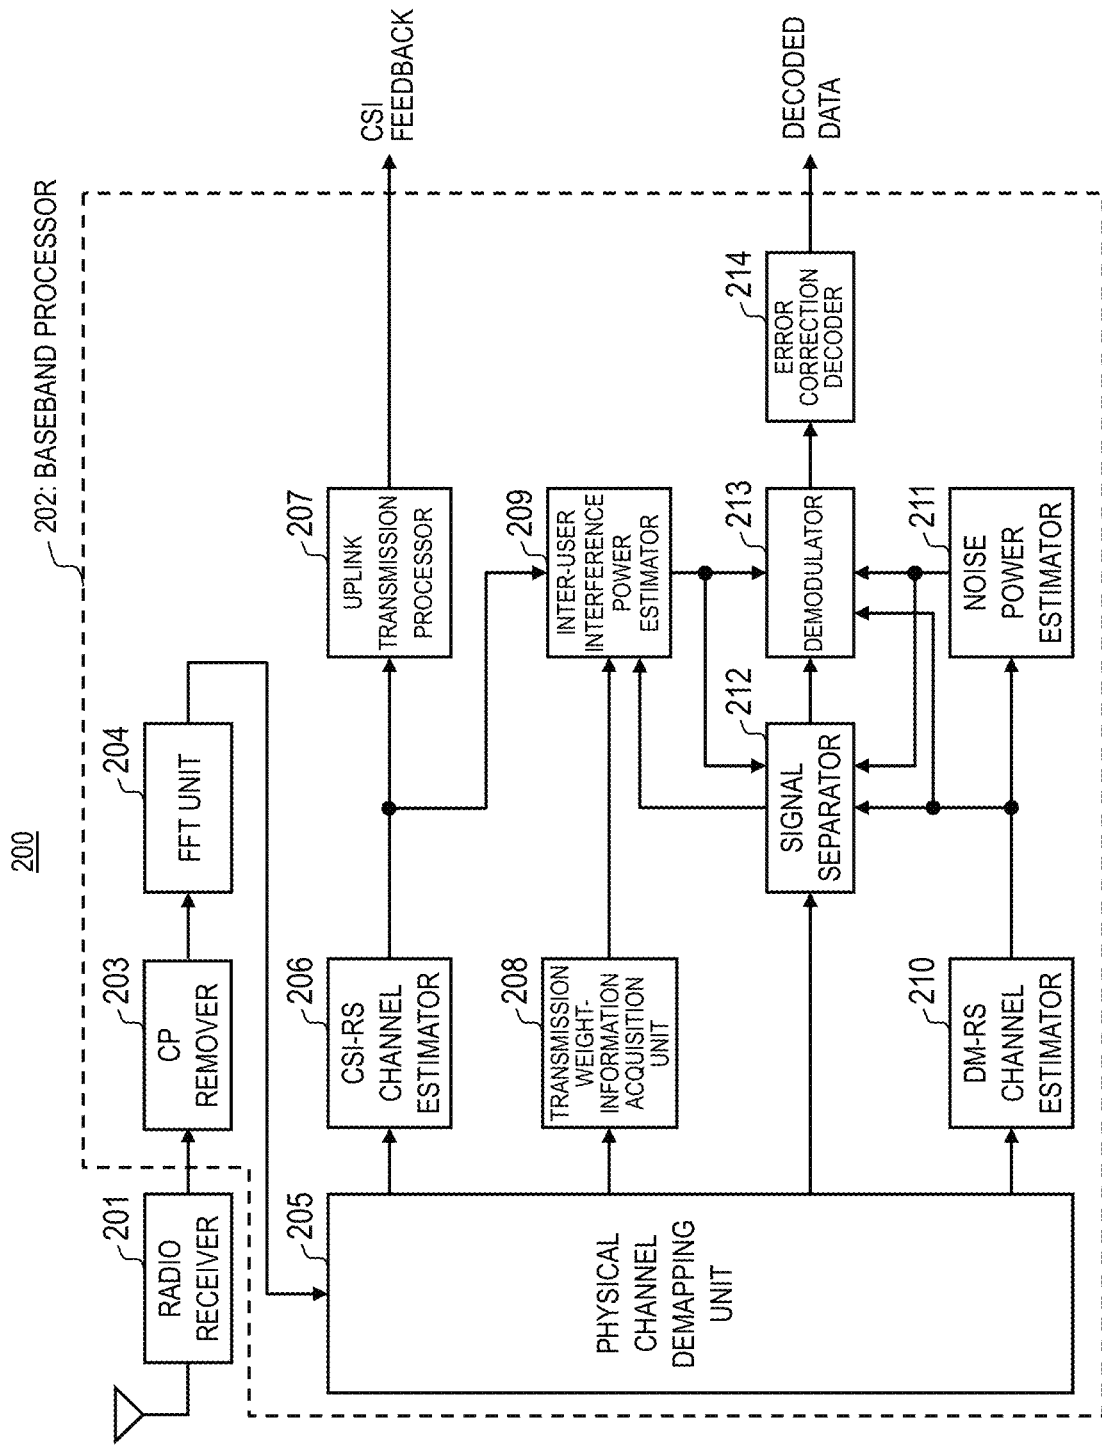 200
202: BASEBAND PROCESSOR
201
RADIO
RECEIVER
203
CP
REMOVER
204
FFT UNIT
205
PHYSICAL
CHANNEL
DEMAPPING
UNIT
206
CSI-RS
CHANNEL
ESTIMATOR
207
UPLINK
TRANSMISSION
PROCESSOR
CSI
FEEDBACK
208
TRANSMISSION
WEIGHT-
INFORMATION
ACQUISITION
UNIT
209
INTER-USER
INTERFERENCE
POWER
ESTIMATOR
212
SIGNAL
SEPARATOR
213
DEMODULATOR
214
ERROR
CORRECTION
DECODER
DECODED
DATA
210
DM-RS
CHANNEL
ESTIMATOR
211
NOISE
POWER
ESTIMATOR